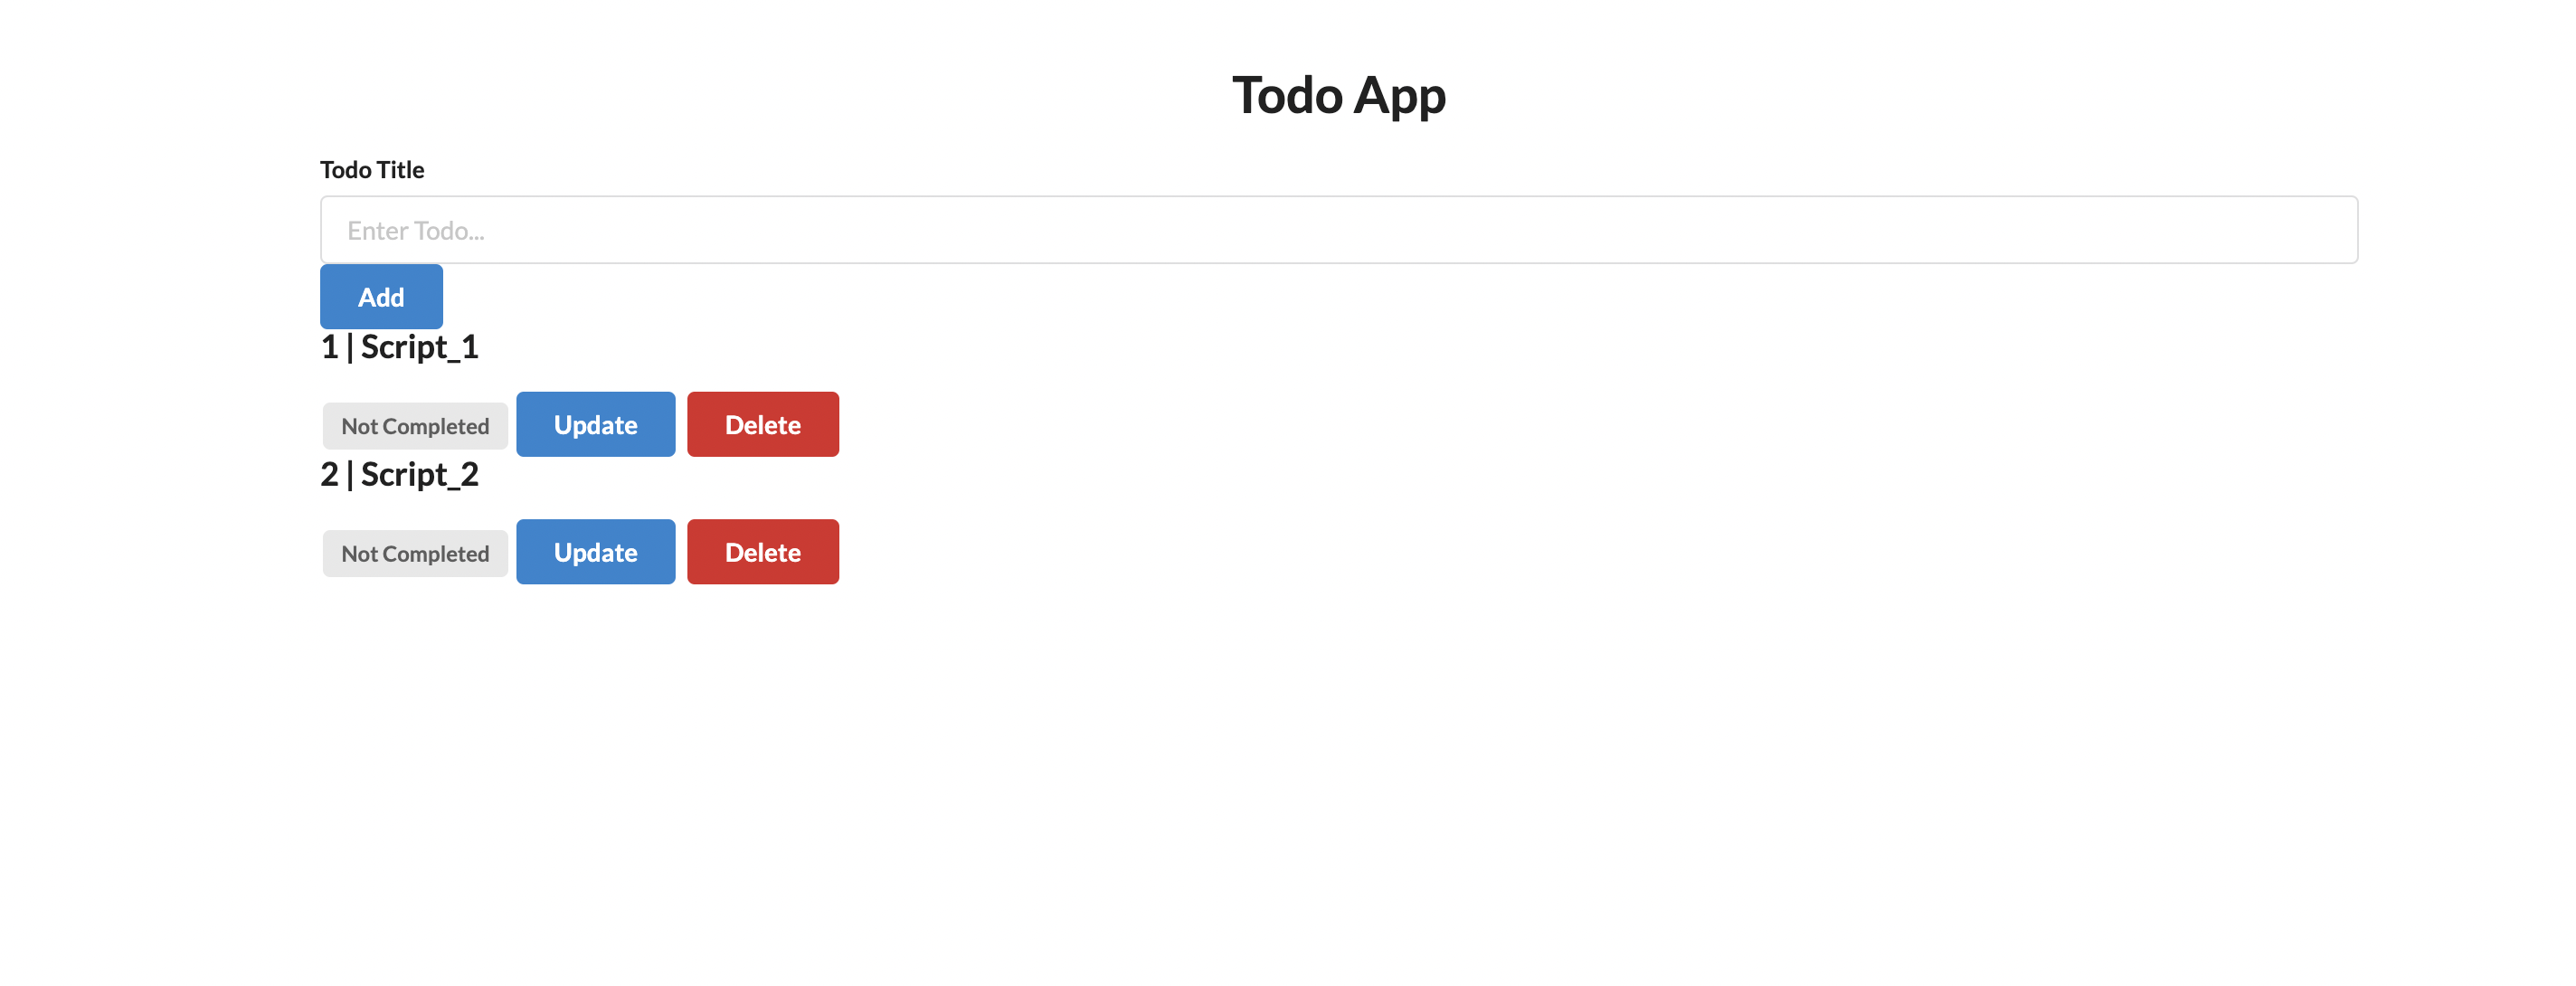 Todo App
Todo Title
Enter Todo...
Add
1 | Script_1
Not Completed Update Delete
2 | Script_2
Not Completed Update Delete